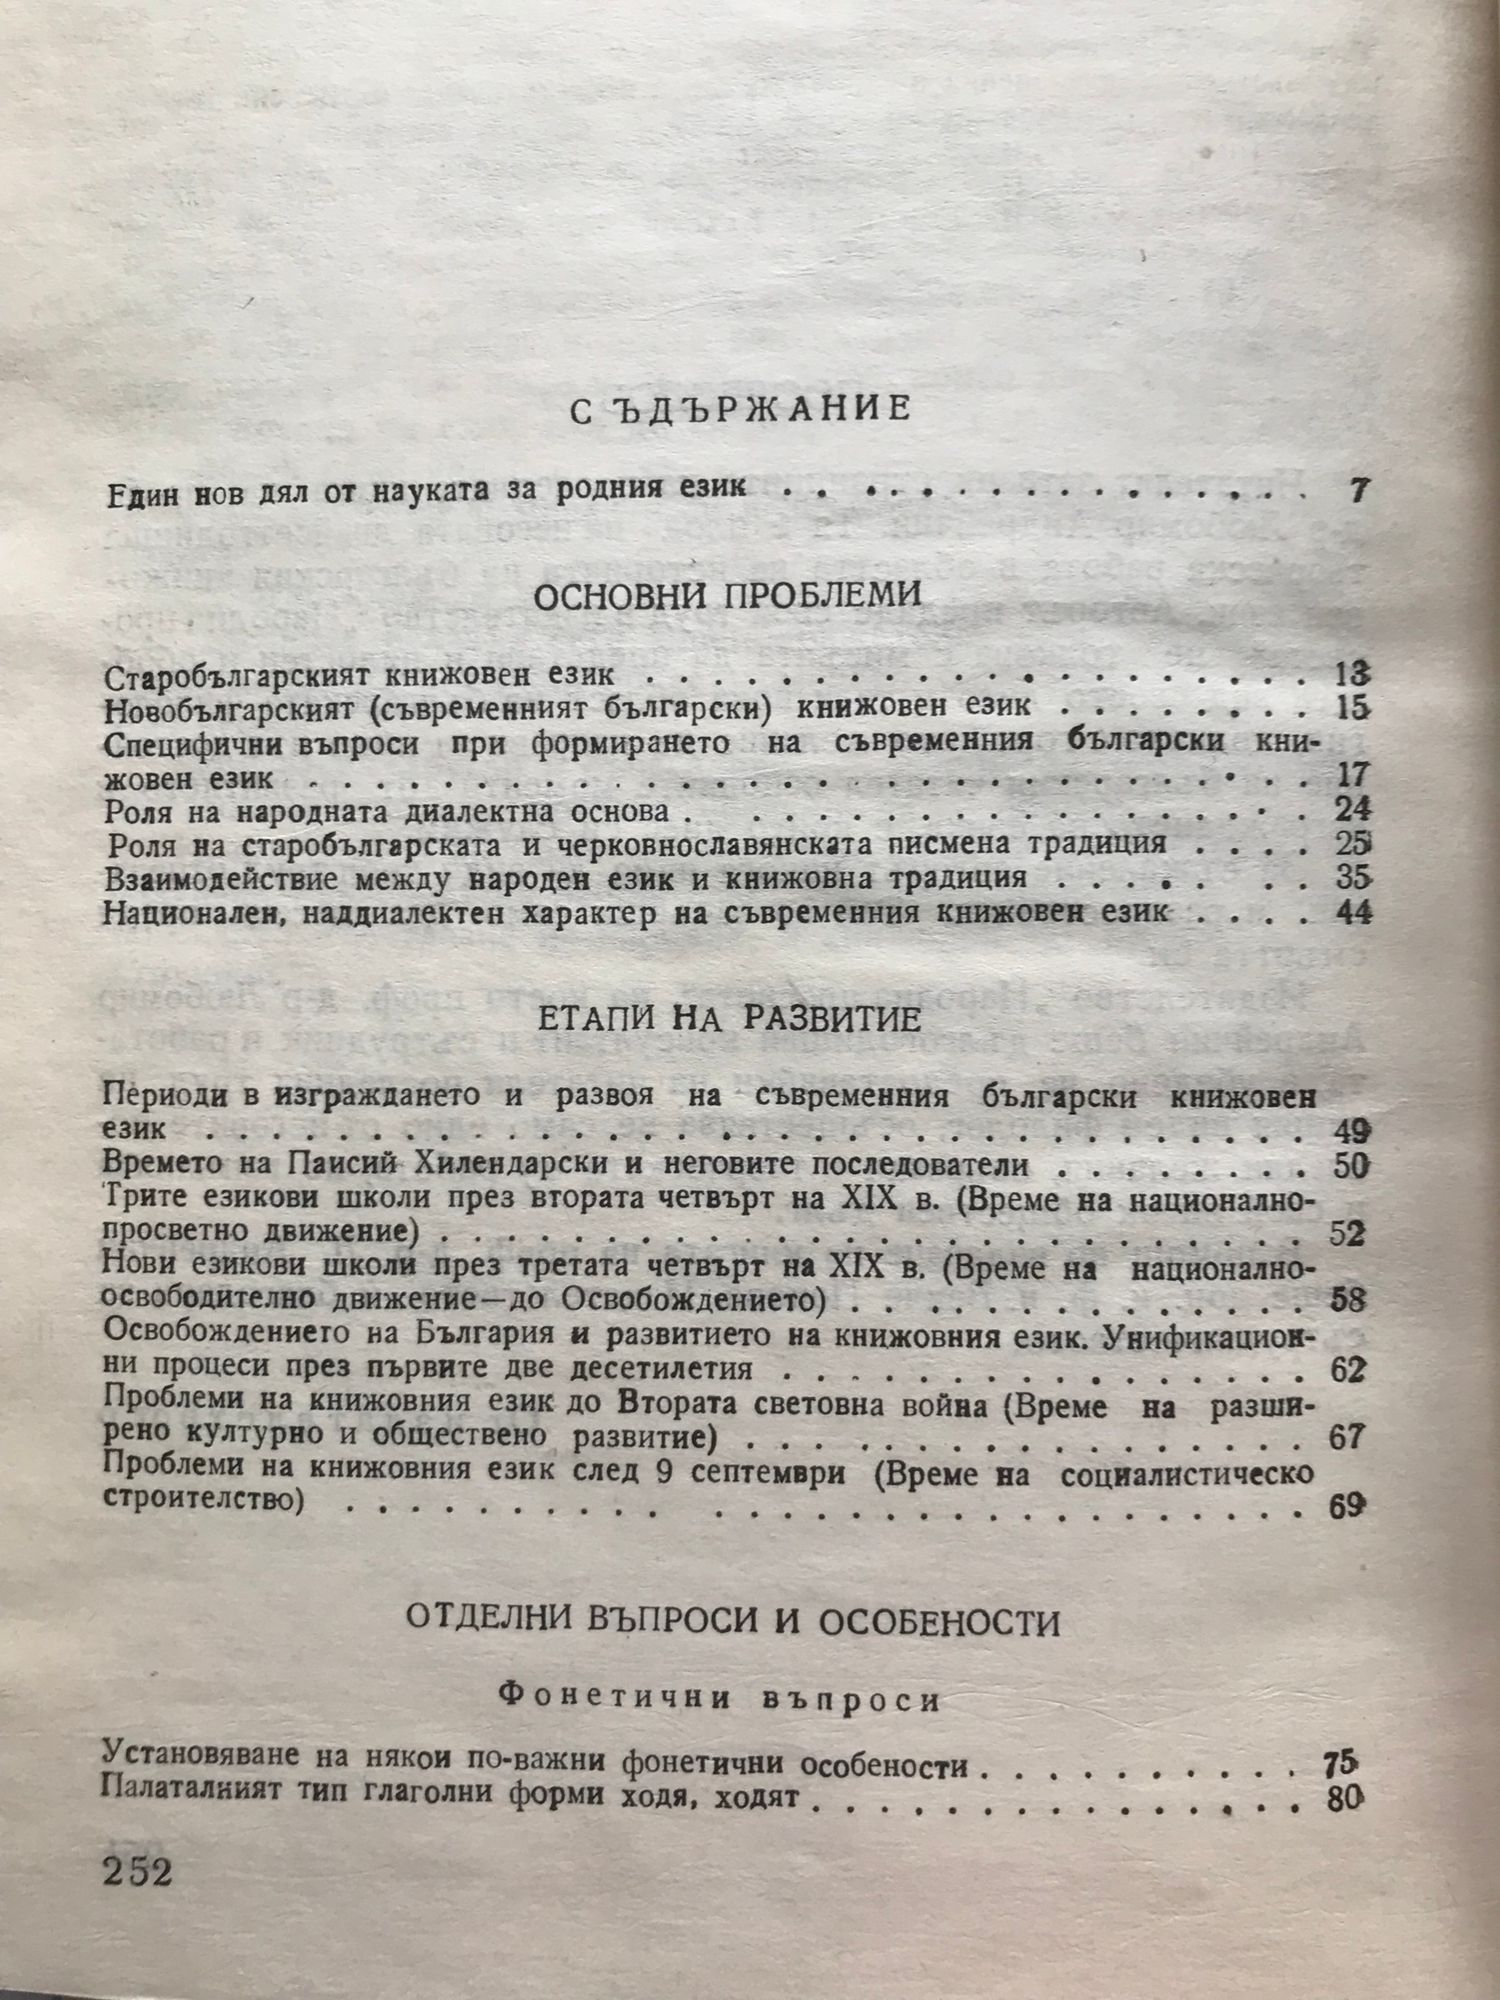 СЪДЪРЖАНИЕ
Един нов дял от науката за родния език . . . . . . . . . . . . . . . . 7
ОСНОВНИ ПРОБЛЕМИ
Старобългарският книжовен език . . . . . . . . . . . . . . . . . . . . 13
Новобългарският (съвременният български) книжовен език . . . . . . . . 15
Специфични въпроси при формирането на съвременния български кни-
жовен език . . . . . . . . . . . . . . . . . . . . . . . . . . . . . . 17
Роля на народната диалектна основа . . . . . . . . . . . . . . . . . . 24
Роля на старобългарската и черковнославянската писмена традиция . . . . 25
Взаимодействие между народен език и книжовна традиция . . . . . . . 35
Национален, наддиалектен характер на съвременния книжовен език . . . . 44
ЕТАПИ НА РАЗВИТИЕ
Периоди в изграждането и развоя на съвременния български книжовен
език . . . . . . . . . . . . . . . . . . . . . . . . . . . . . . . . . 49
Времето на Паисий Хилендарски и неговите последователи . . . . . . . . 50
Трите езикови школи през втората четвърт на XIX в. (Време на национално-
просветно движение) . . . . . . . . . . . . . . . . . . . . . . . . . . 52
Нови езикови школи през третата четвърт на XIX в. (Време на национално-
освободително движение—до Освобождението) . . . . . . . . . . . . . . 58
Освобождението на България и развитието на книжовния език. Унификацион-
ни процеси през първите две десетилетия . . . . . . . . . . . . . . . . 62
Проблеми на книжовния език до Втората световна война (Време на разши-
рено културно и обществено развитие) . . . . . . . . . . . . . . . . . 67
Проблеми на книжовния език след 9 септември (Време на социалистическо
строителство) . . . . . . . . . . . . . . . . . . . . . . . . . . . . 69
ОТДЕЛНИ ВЪПРОСИ И ОСОБЕНОСТИ
Фонетични въпроси
Установяване на някои по-важни фонетични особености . . . . . . . . . . 75
Палаталният тип глаголни форми ходя, ходят . . . . . . . . . . . . . . . 80
252